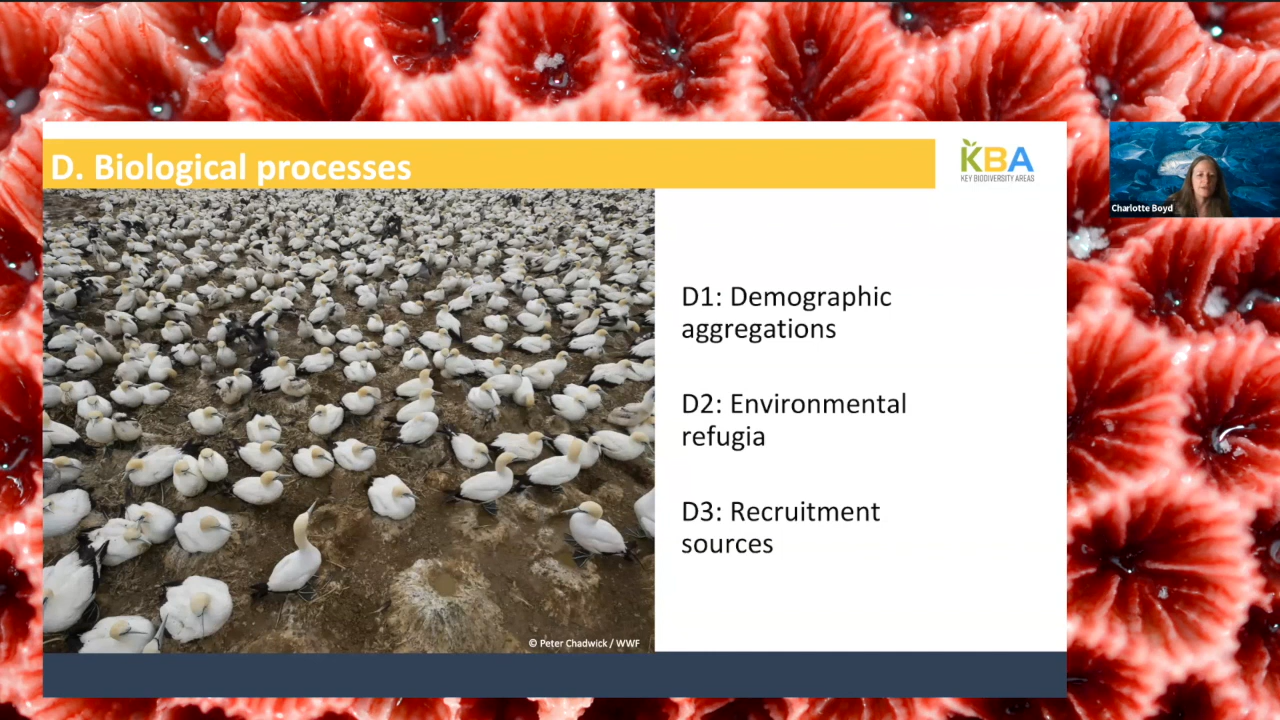 D. Biological processes
KBA
KEY BIODIVERSITY AREAS
Charlotte Boyd
D1: Demographic
aggregations
D2: Environmental
refugia
D3: Recruitment
sources
© Peter Chadwick / WWF